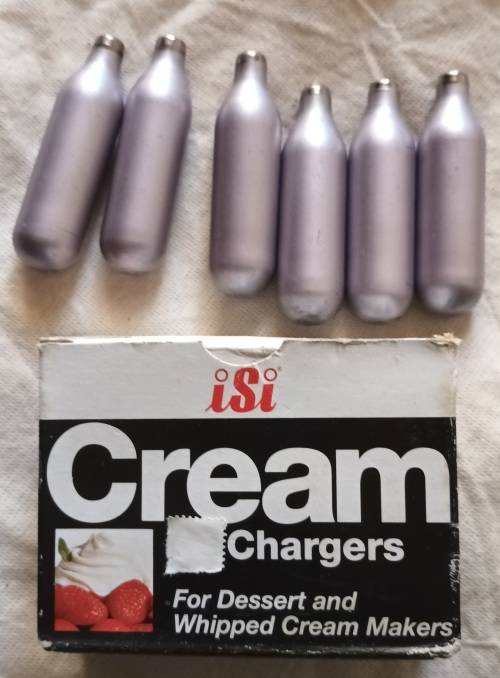 iSi
Cream
Chargers
For Dessert and
Whipped Cream Makers